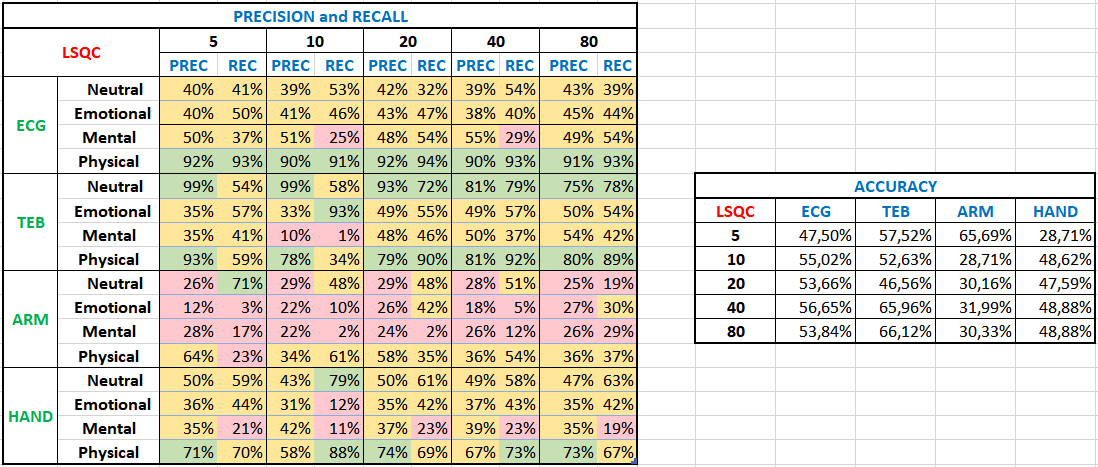 PRECISION and RECALL
LSQC 5 10 20 40 80
PREC REC PREC REC PREC REC PREC REC PREC REC
ECG Neutral 40% 41% 39% 53% 42% 32% 39% 54% 43% 39%
Emotional 40% 50% 41% 46% 43% 47% 38% 40% 45% 44%
Mental 50% 37% 51% 25% 48% 54% 55% 29% 49% 54%
Physical 92% 93% 90% 91% 92% 94% 90% 93% 91% 93%
TEB Neutral 99% 54% 99% 58% 93% 72% 81% 79% 75% 78%
Emotional 35% 57% 33% 93% 49% 55% 49% 57% 50% 54%
Mental 35% 41% 10% 1% 48% 46% 50% 37% 54% 42%
Physical 93% 59% 78% 34% 79% 90% 81% 92% 80% 89%
ARM Neutral 26% 71% 29% 48% 29% 48% 28% 51% 25% 19%
Emotional 12% 3% 22% 10% 26% 42% 18% 5% 27% 30%
Mental 28% 17% 22% 2% 24% 2% 26% 12% 26% 29%
Physical 64% 23% 34% 61% 58% 35% 36% 54% 36% 37%
HAND Neutral 50% 59% 43% 79% 50% 61% 49% 58% 47% 63%
Emotional 36% 44% 31% 12% 35% 42% 37% 43% 35% 42%
Mental 35% 21% 42% 11% 37% 23% 39% 23% 35% 19%
Physical 71% 70% 58% 88% 74% 69% 67% 73% 73% 67%
ACCURACY
LSQC ECG TEB ARM HAND
5 47,50% 57,52% 65,69% 28,71%
10 55,02% 52,63% 28,71% 48,62%
20 53,66% 46,56% 30,16% 47,59%
40 56,65% 65,96% 31,99% 48,88%
80 53,84% 66,12% 30,33% 48,88%